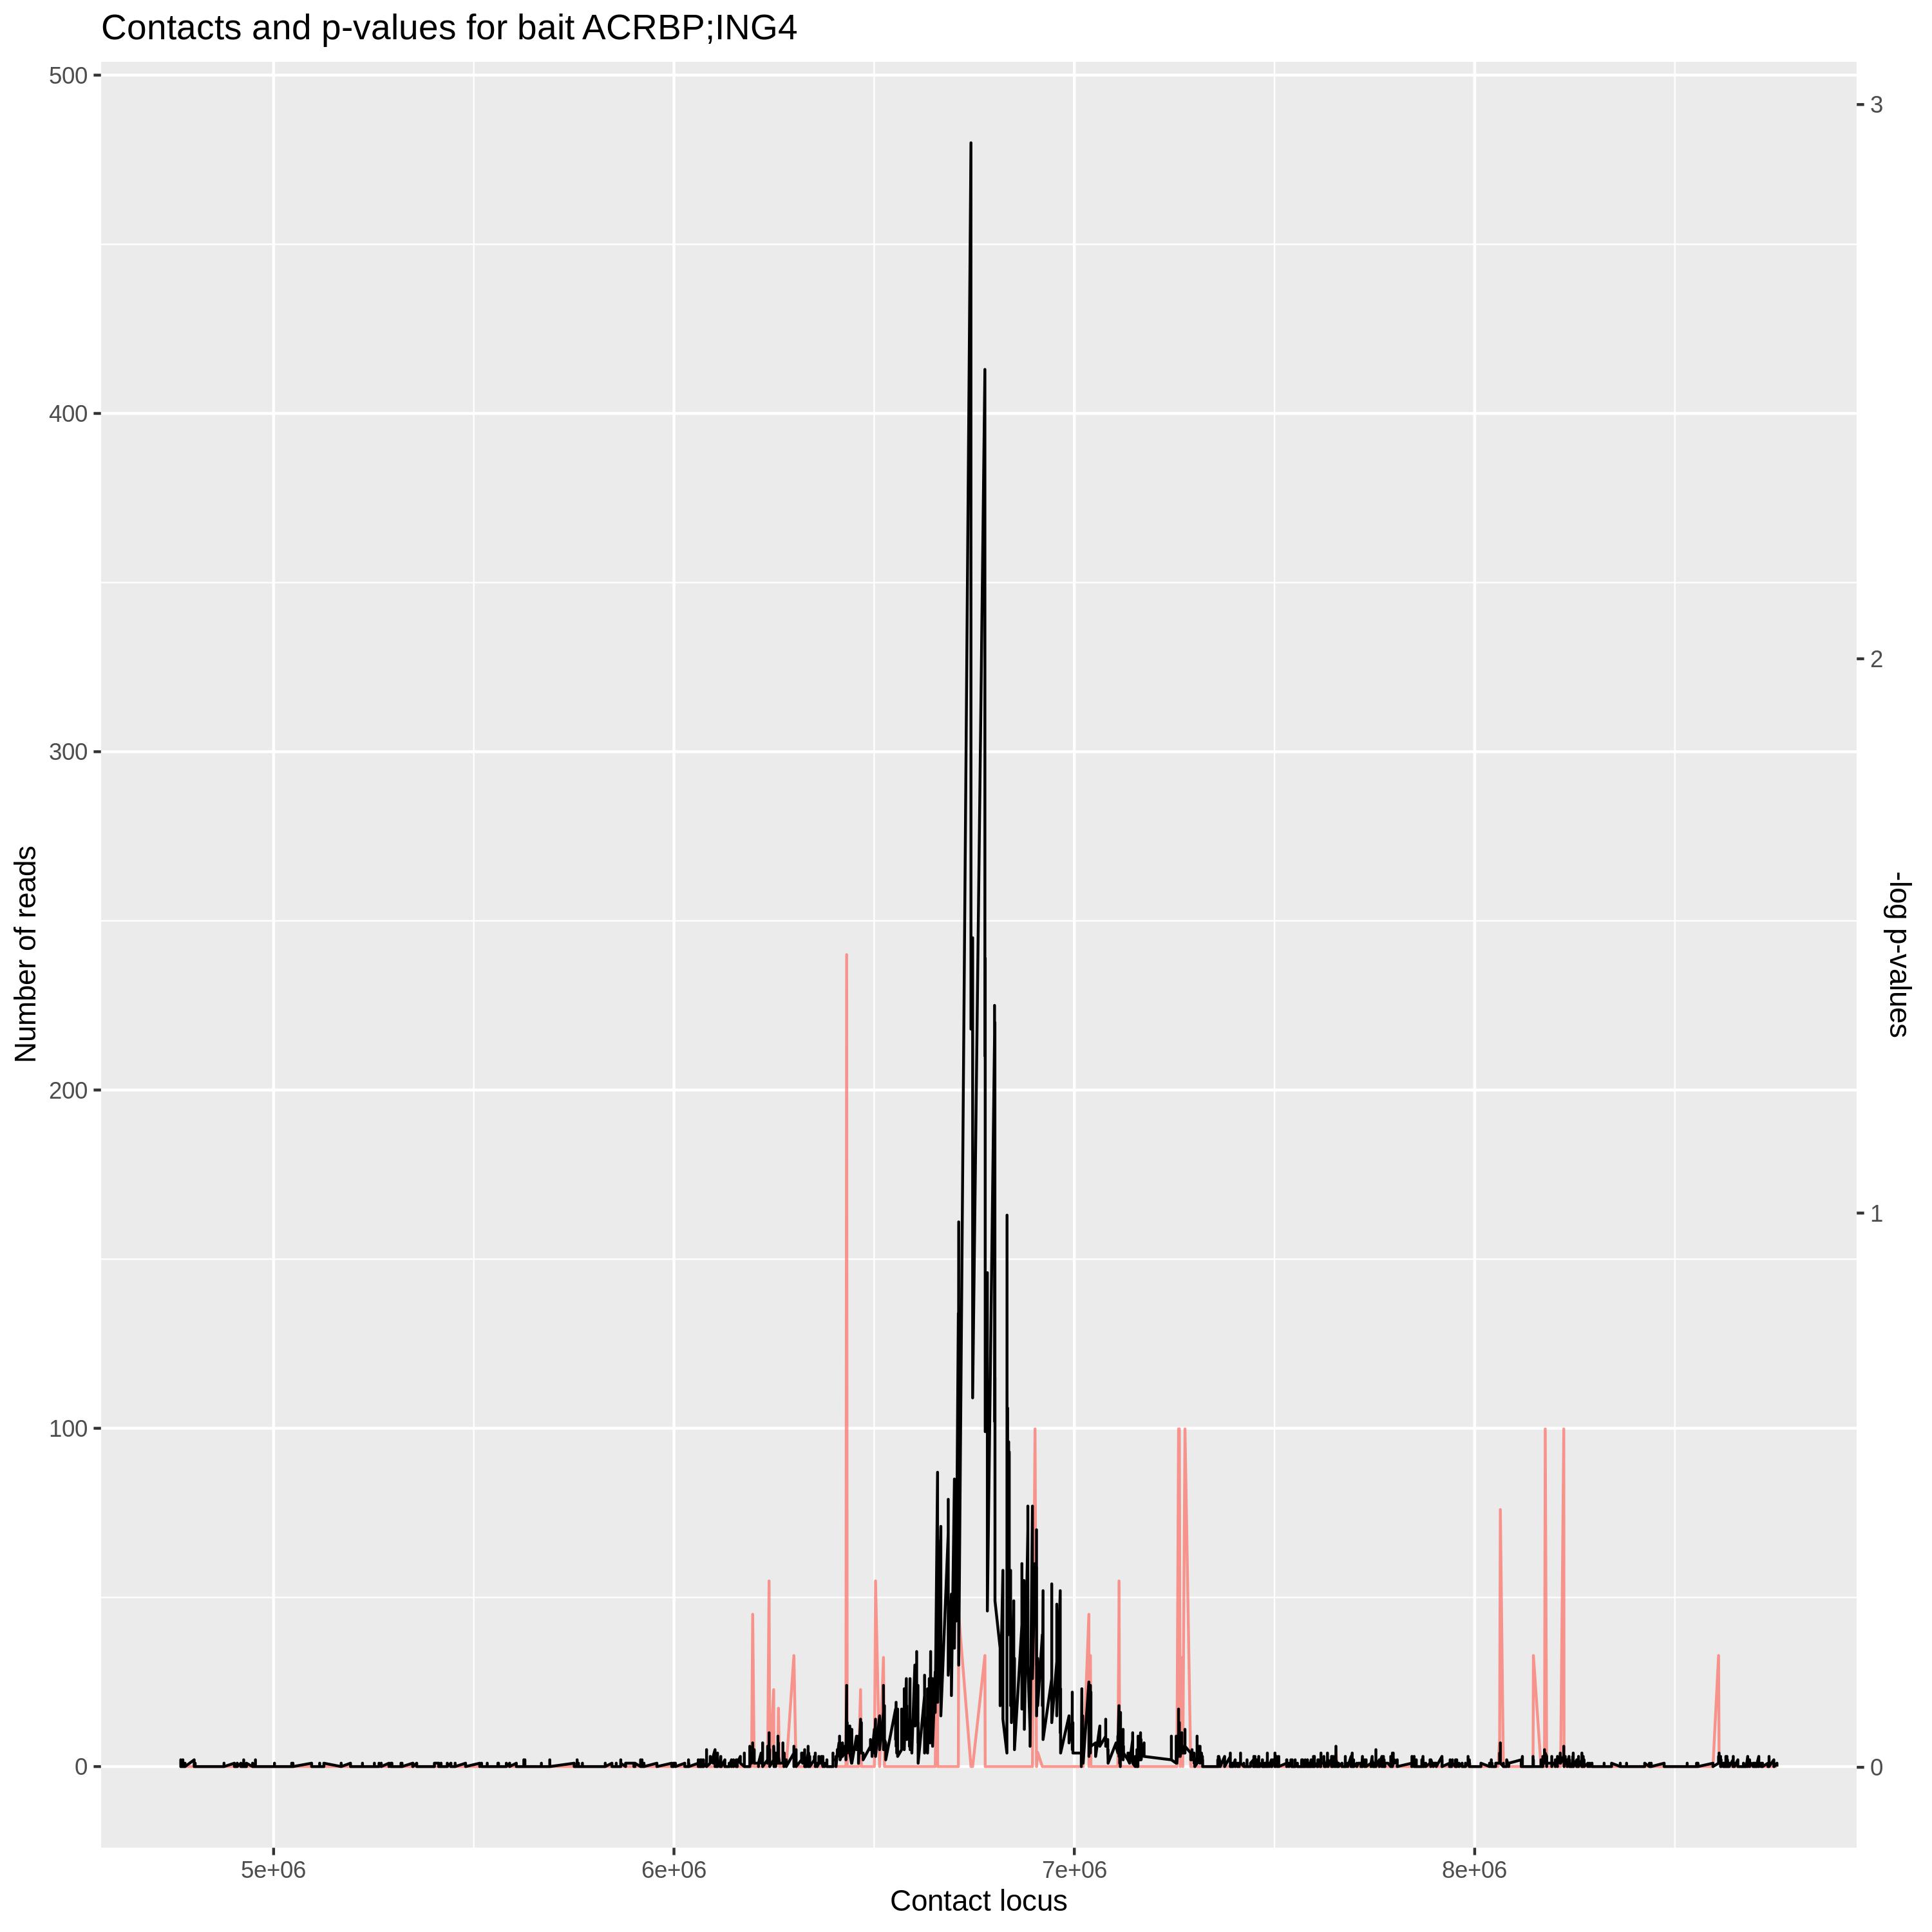 Contacts and p-values for bait ACRBP;ING4
500
400
300
200
100
0
Number of reads
3
2
1
0
-log p-values
5e+06 6e+06 7e+06 8e+06
Contact locus